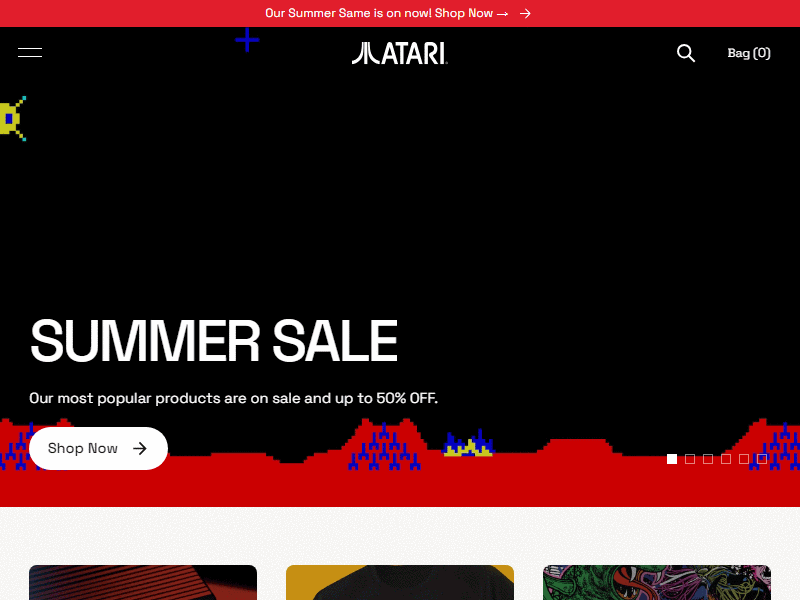 Our Summer Same is on now! Shop Now →
ATARI
Bag (0)
SUMMER SALE
Our most popular products are on sale and up to 50% OFF.
Shop Now